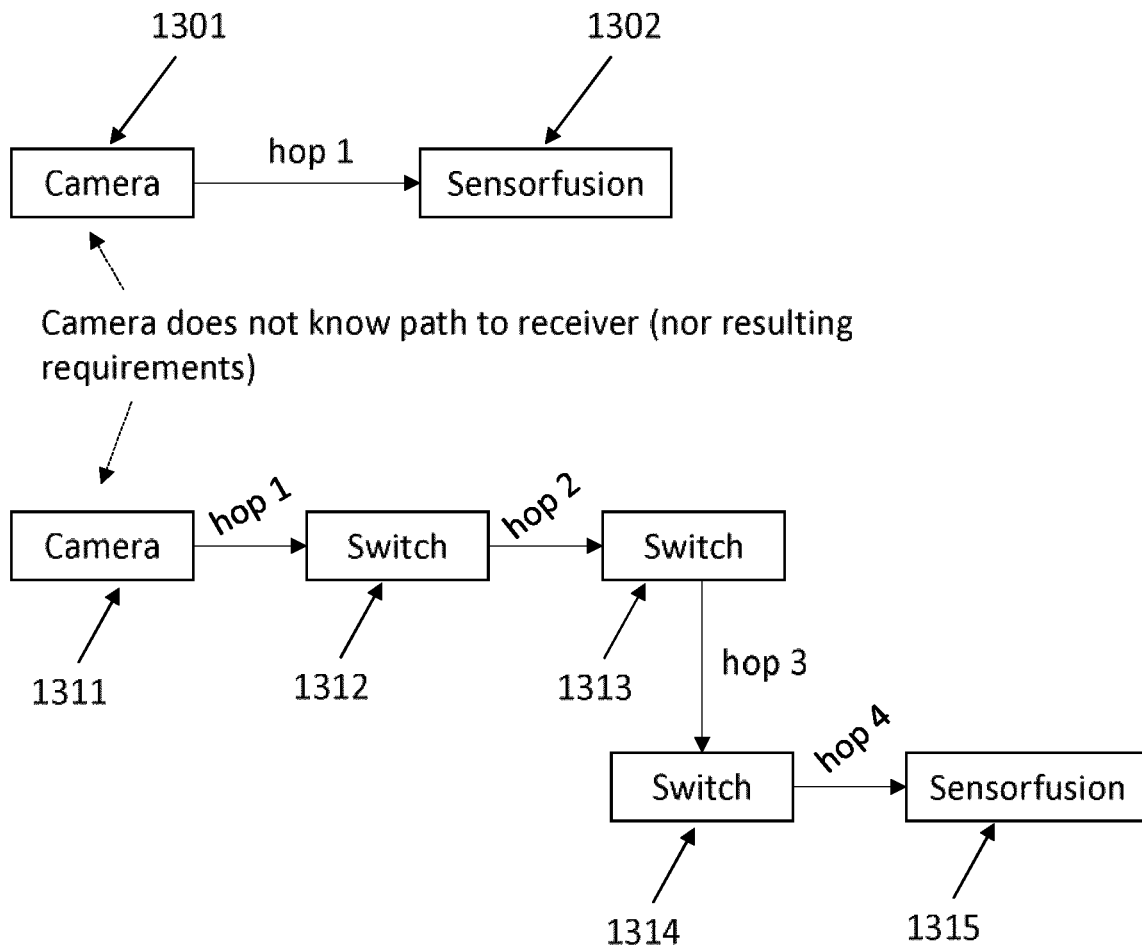 1301
1302
Camera
hop 1
Sensorfusion
Camera does not know path to receiver (nor resulting
requirements)
Camera
hop 1
Switch
hop 2
Switch
1311
1312
1313
hop 3
Switch
hop 4
Sensorfusion
1314
1315